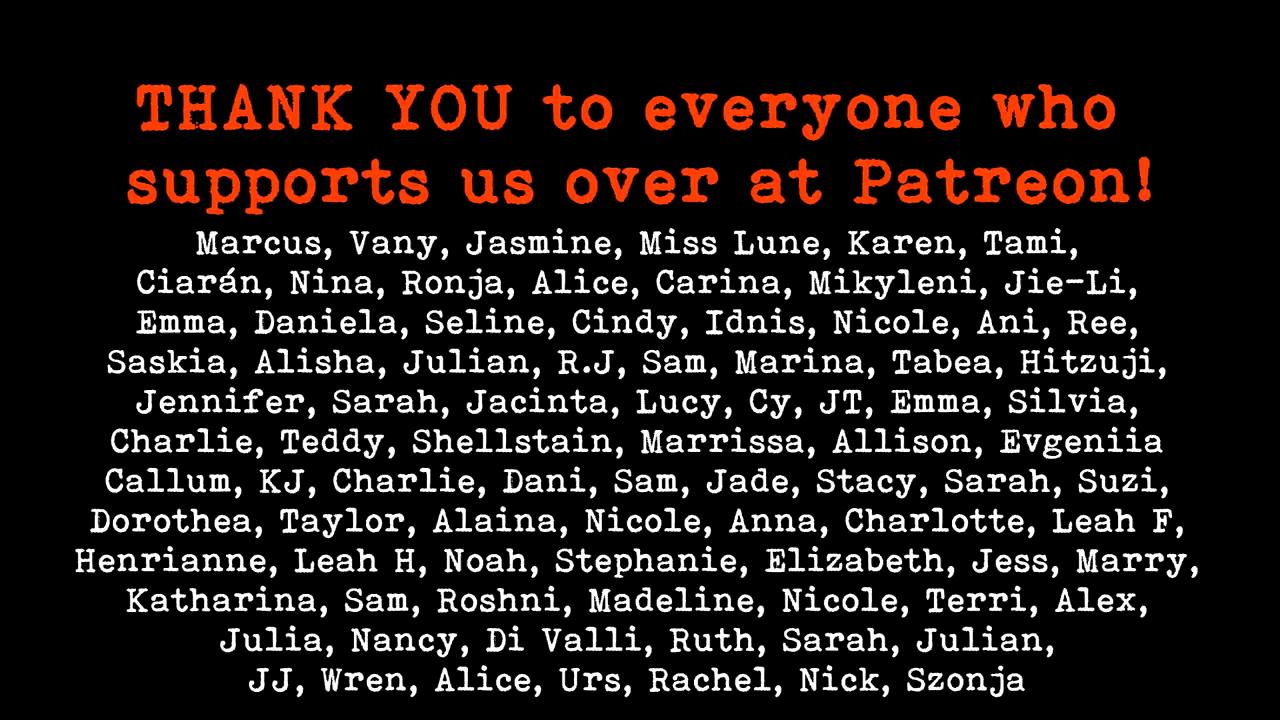 THANK YOU to everyone who
supports us over at Patreon!
Marcus, Vany, Jasmine, Miss Lune, Karen, Tami,
Ciarán, Nina, Ronja, Alice, Carina, Mikyleni, Jie-Li,
Emma, Daniela, Seline, Cindy, Idnis, Nicole, Ani, Ree,
Saskia, Alisha, Julian, R.J, Sam, Marina, Tabea, Hitzuji,
Jennifer, Sarah, Jacinta, Lucy, Cy, JT, Emma, Silvia,
Charlie, Teddy, Shellstain, Marrissa, Allison, Evgeniia
Callum, KJ, Charlie, Dani, Sam, Jade, Stacy, Sarah, Suzi,
Dorothea, Taylor, Alaina, Nicole, Anna, Charlotte, Leah F,
Henrianne, Leah H, Noah, Stephanie, Elizabeth, Jess, Marry,
Katharina, Sam, Roshni, Madeline, Nicole, Terri, Alex,
Julia, Nancy, Di Valli, Ruth, Sarah, Julian,
JJ, Wren, Alice, Urs, Rachel, Nick, Szonja